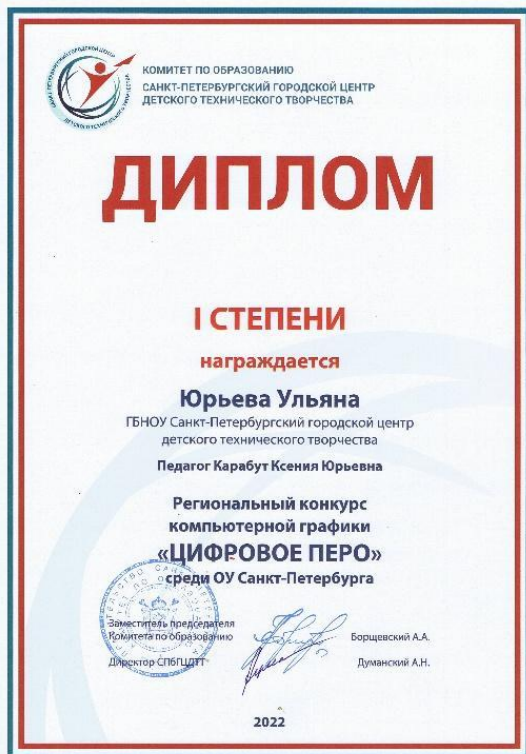 КОМИТЕТ ПО ОБРАЗОВАНИЮ
САНКТ-ПЕТЕРБУРГСКИЙ ГОРОДСКОЙ ЦЕНТР
ДЕТСКОГО ТЕХНИЧЕСКОГО ТВОРЧЕСТВА
ДИПЛОМ
I СТЕПЕНИ
награждается
Юрьева Ульяна
ГБНОУ Санкт-Петербургский городской центр
детского технического творчества
Педагог Карабут Ксения Юрьевна
Региональный конкурс
компьютерной графики
«ЦИФРОВОЕ ПЕРО»
среди ОУ Санкт-Петербурга
Заместитель председателя
Комитета по образованию
Борщевский А.А.
Директор СПбГЦДТТ
Думанский А.Н.
2022